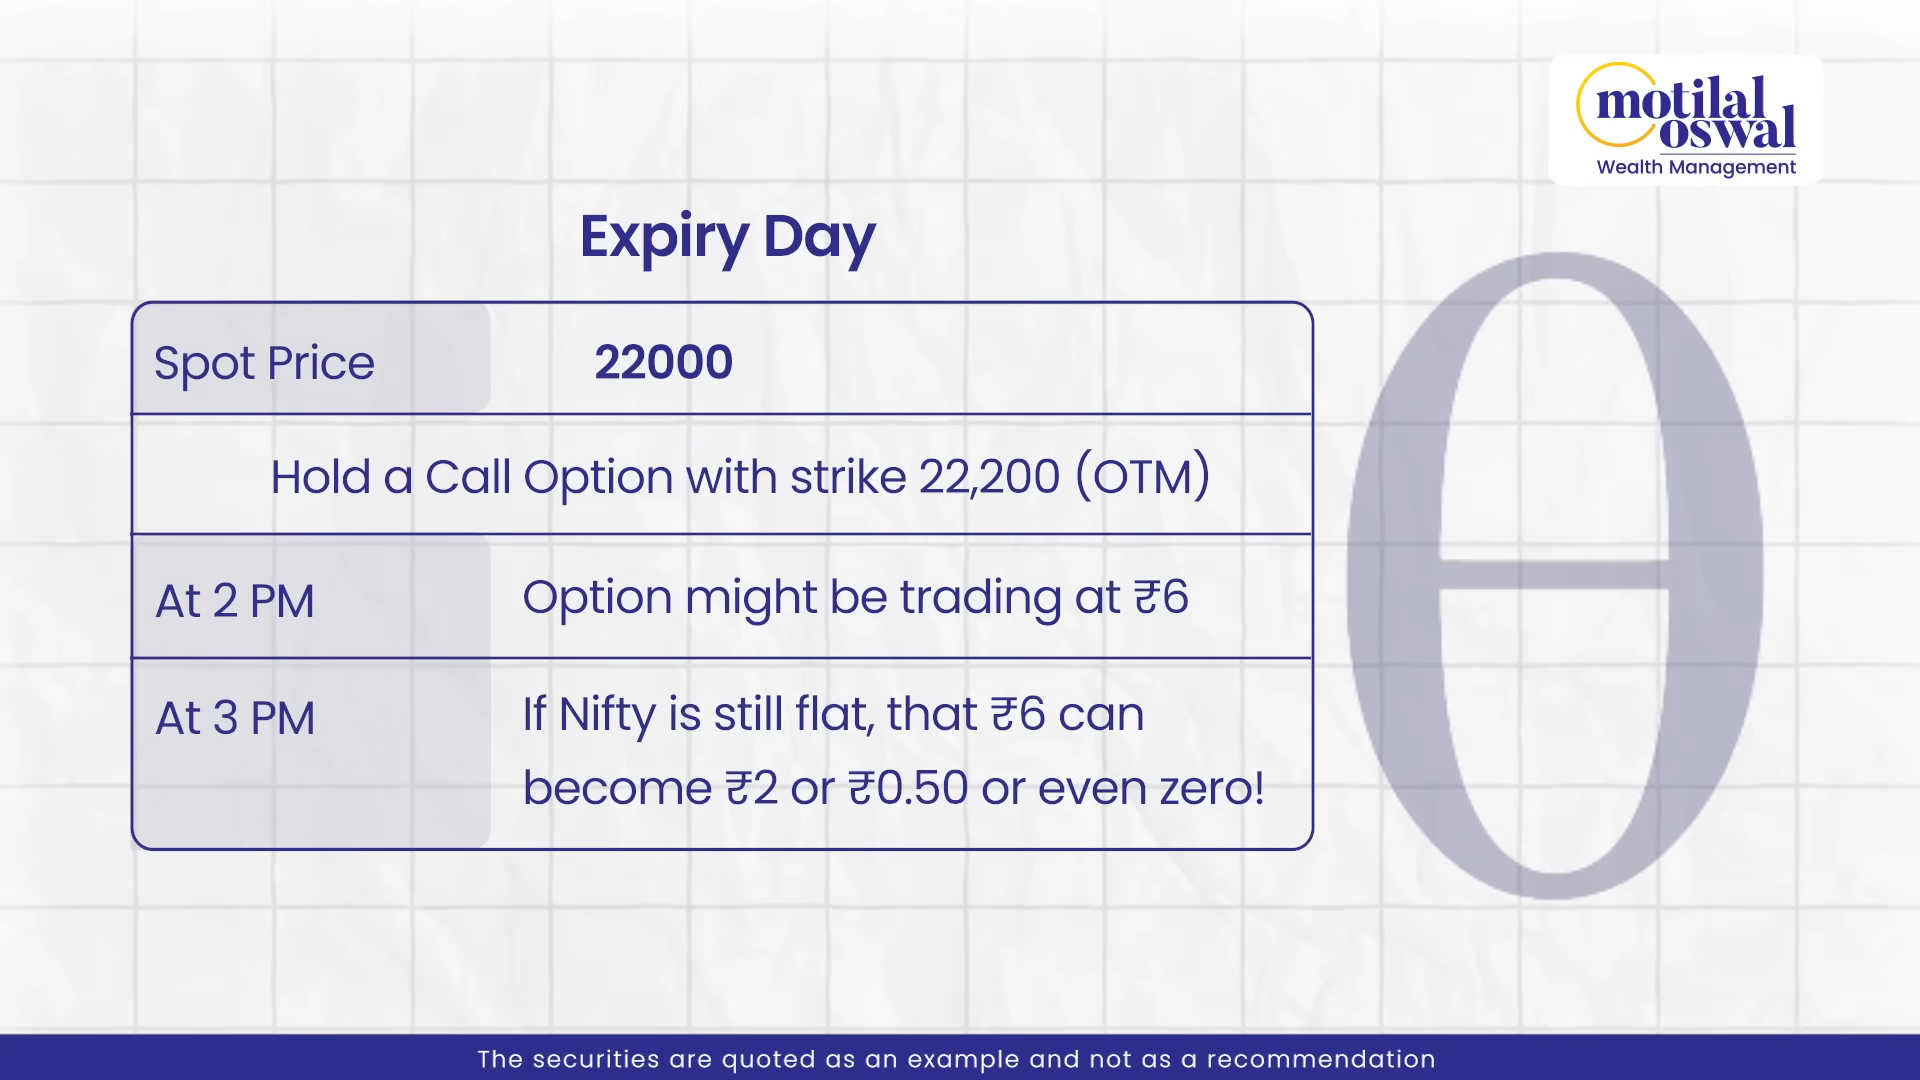 motilal
oswal
Wealth Management
Expiry Day
Spot Price 22000
Hold a Call Option with strike 22,200 (OTM)
At 2 PM Option might be trading at ₹6
At 3 PM If Nifty is still flat, that ₹6 can
become ₹2 or ₹0.50 or even zero!
θ
The securities are quoted as an example and not as a recommendation